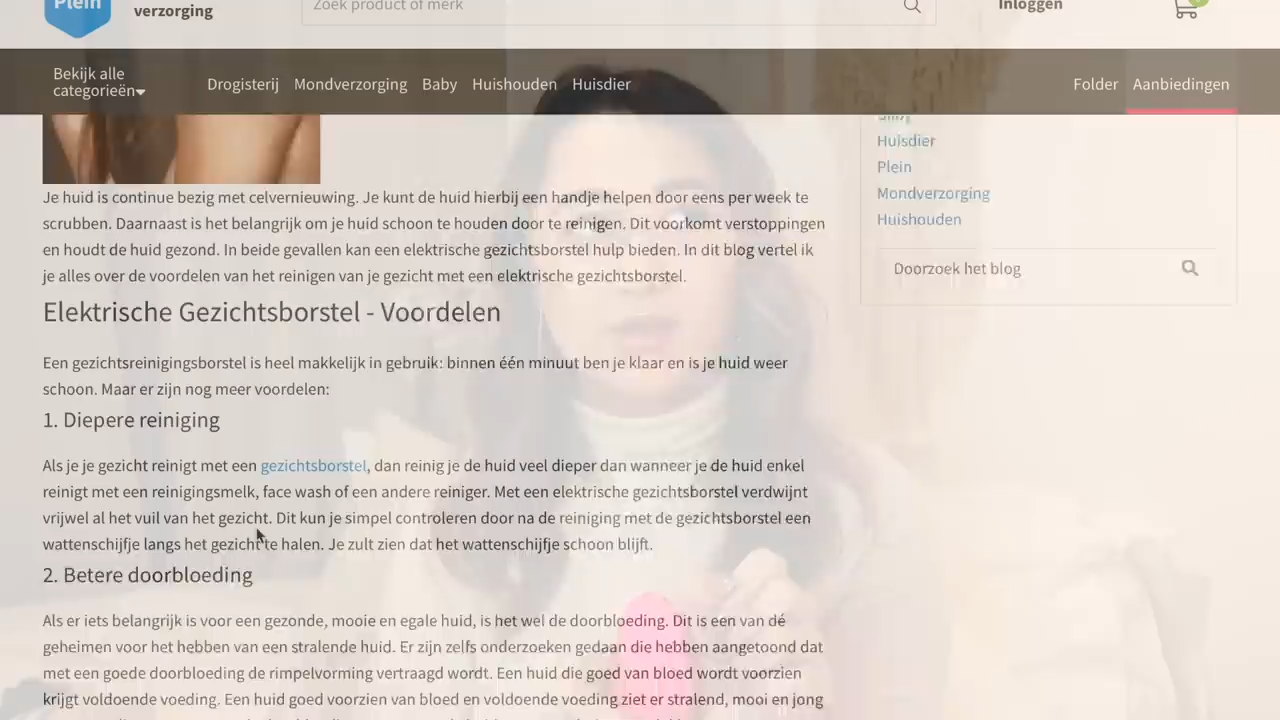 Plein
verzorging
Zoek product of merk
Inloggen
Bekijk alle
categorieën
Drogisterij
Mondverzorging
Baby
Huishouden
Huisdier
Folder
Aanbiedingen
Huisdier
Plein
Mondverzorging
Huishouden
Doorzoek het blog
Je huid is continue bezig met celvernieuwing. Je kunt de huid hierbij een handje helpen door eens per week te
scrubben. Daarnaast is het belangrijk om je huid schoon te houden door te reinigen. Dit voorkomt verstoppingen
en houdt de huid gezond. In beide gevallen kan een elektrische gezichtsborstel hulp bieden. In dit blog vertel ik
je alles over de voordelen van het reinigen van je gezicht met een elektrische gezichtsborstel.
Elektrische Gezichtsborstel - Voordelen
Een gezichtsreinigingsborstel is heel makkelijk in gebruik: binnen één minuut ben je klaar en is je huid weer
schoon. Maar er zijn nog meer voordelen:
1. Diepere reiniging
Als je je gezicht reinigt met een gezichtsborstel, dan reinig je de huid veel dieper dan wanneer je de huid enkel
reinigt met een reinigingsmelk, face wash of een andere reiniger. Met een elektrische gezichtsborstel verdwijnt
vrijwel al het vuil van het gezicht. Dit kun je simpel controleren door na de reiniging met de gezichtsborstel een
wattenschijfje langs het gezicht te halen. Je zult zien dat het wattenschijfje schoon blijft.
2. Betere doorbloeding
Als er iets belangrijk is voor een gezonde, mooie en egale huid, is het wel de doorbloeding. Dit is een van dé
geheimen voor het hebben van een stralende huid. Er zijn zelfs onderzoeken gedaan die hebben aangetoond dat
met een goede doorbloeding de rimpelvorming vertraagd wordt. Een huid die goed van bloed wordt voorzien
krijgt voldoende voeding. Een huid goed voorzien van bloed en voldoende voeding ziet er stralend, mooi en jong